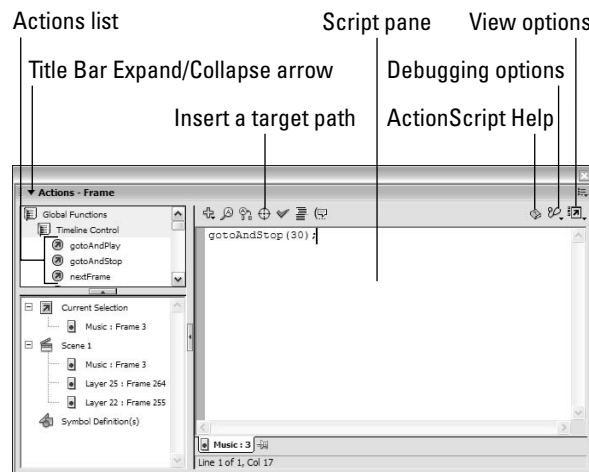 Actions list
Script pane
View options
Title Bar Expand/Collapse arrow
Debugging options
Insert a target path
ActionScript Help
Actions - Frame
Global Functions
Timeline Control
gotoAndPlay
gotoAndStop
nextFrame
gotoAndStop(30);
Current Selection
Music : Frame 3
Scene 1
Music : Frame 3
Layer 25 : Frame 264
Layer 22 : Frame 255
Symbol Definition(s)
Music : 3
Line 1 of 1, Col 17